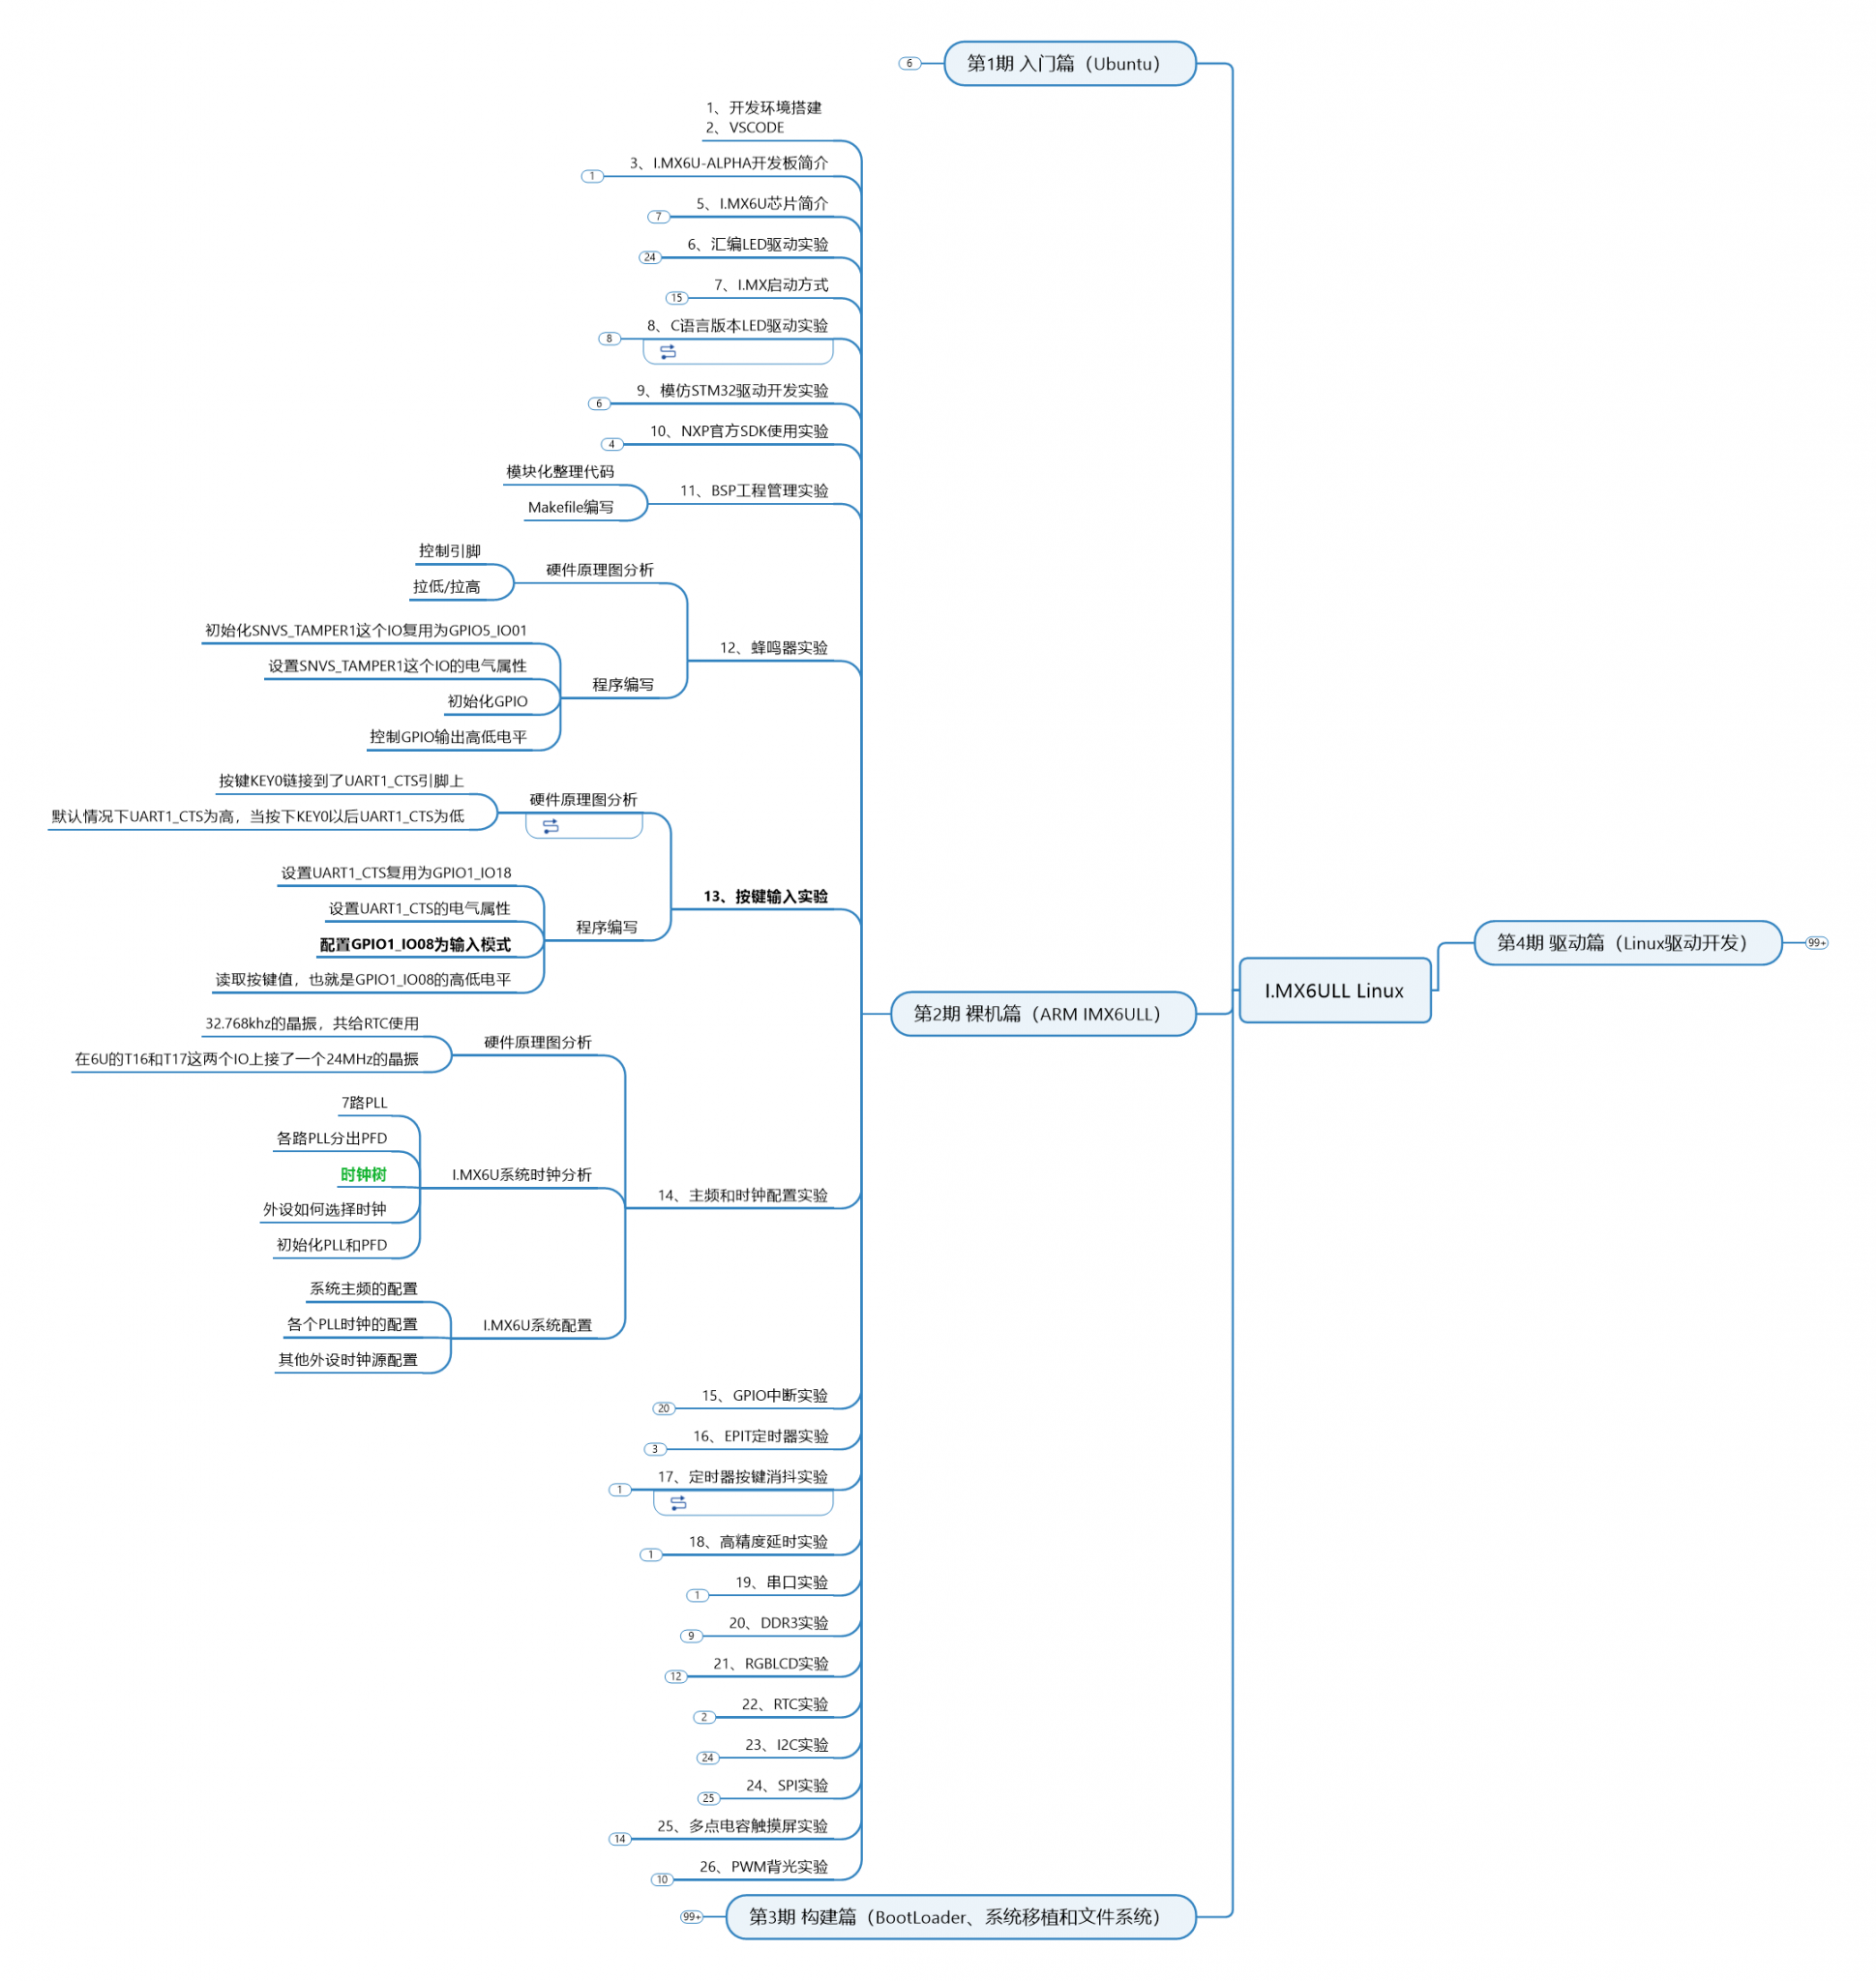 I.MX6ULL Linux
第1期 入门篇（Ubuntu）
6
第2期 裸机篇（ARM IMX6ULL）
1、开发环境搭建
2、VSCODE
3、I.MX6U-ALPHA开发板简介
1
5、I.MX6U芯片简介
7
6、汇编LED驱动实验
24
7、I.MX启动方式
15
8、C语言版本LED驱动实验
8
9、模仿STM32驱动开发实验
6
10、NXP官方SDK使用实验
4
11、BSP工程管理实验
模块化整理代码
Makefile编写
12、蜂鸣器实验
硬件原理图分析
控制引脚
拉低/拉高
程序编写
初始化SNVS_TAMPER1这个IO复用为GPIO5_IO01
设置SNVS_TAMPER1这个IO的电气属性
初始化GPIO
控制GPIO输出高低电平
13、按键输入实验
硬件原理图分析
按键KEY0链接到了UART1_CTS引脚上
默认情况下UART1_CTS为高，当按下KEY0以后UART1_CTS为低
程序编写
设置UART1_CTS复用为GPIO1_IO18
设置UART1_CTS的电气属性
配置GPIO1_IO08为输入模式
读取按键值，也就是GPIO1_IO08的高低电平
14、主频和时钟配置实验
硬件原理图分析
32.768khz的晶振，共给RTC使用
在6U的T16和T17这两个IO上接了一个24MHz的晶振
I.MX6U系统时钟分析
7路PLL
各路PLL分出PFD
时钟树
外设如何选择时钟
初始化PLL和PFD
I.MX6U系统配置
系统主频的配置
各个PLL时钟的配置
其他外设时钟源配置
15、GPIO中断实验
20
16、EPIT定时器实验
3
17、定时器按键消抖实验
1
18、高精度延时实验
1
19、串口实验
1
20、DDR3实验
9
21、RGBLCD实验
12
22、RTC实验
2
23、I2C实验
24
24、SPI实验
25
25、多点电容触摸屏实验
14
26、PWM背光实验
10
第3期 构建篇（BootLoader、系统移植和文件系统）
99+
第4期 驱动篇（Linux驱动开发）
99+